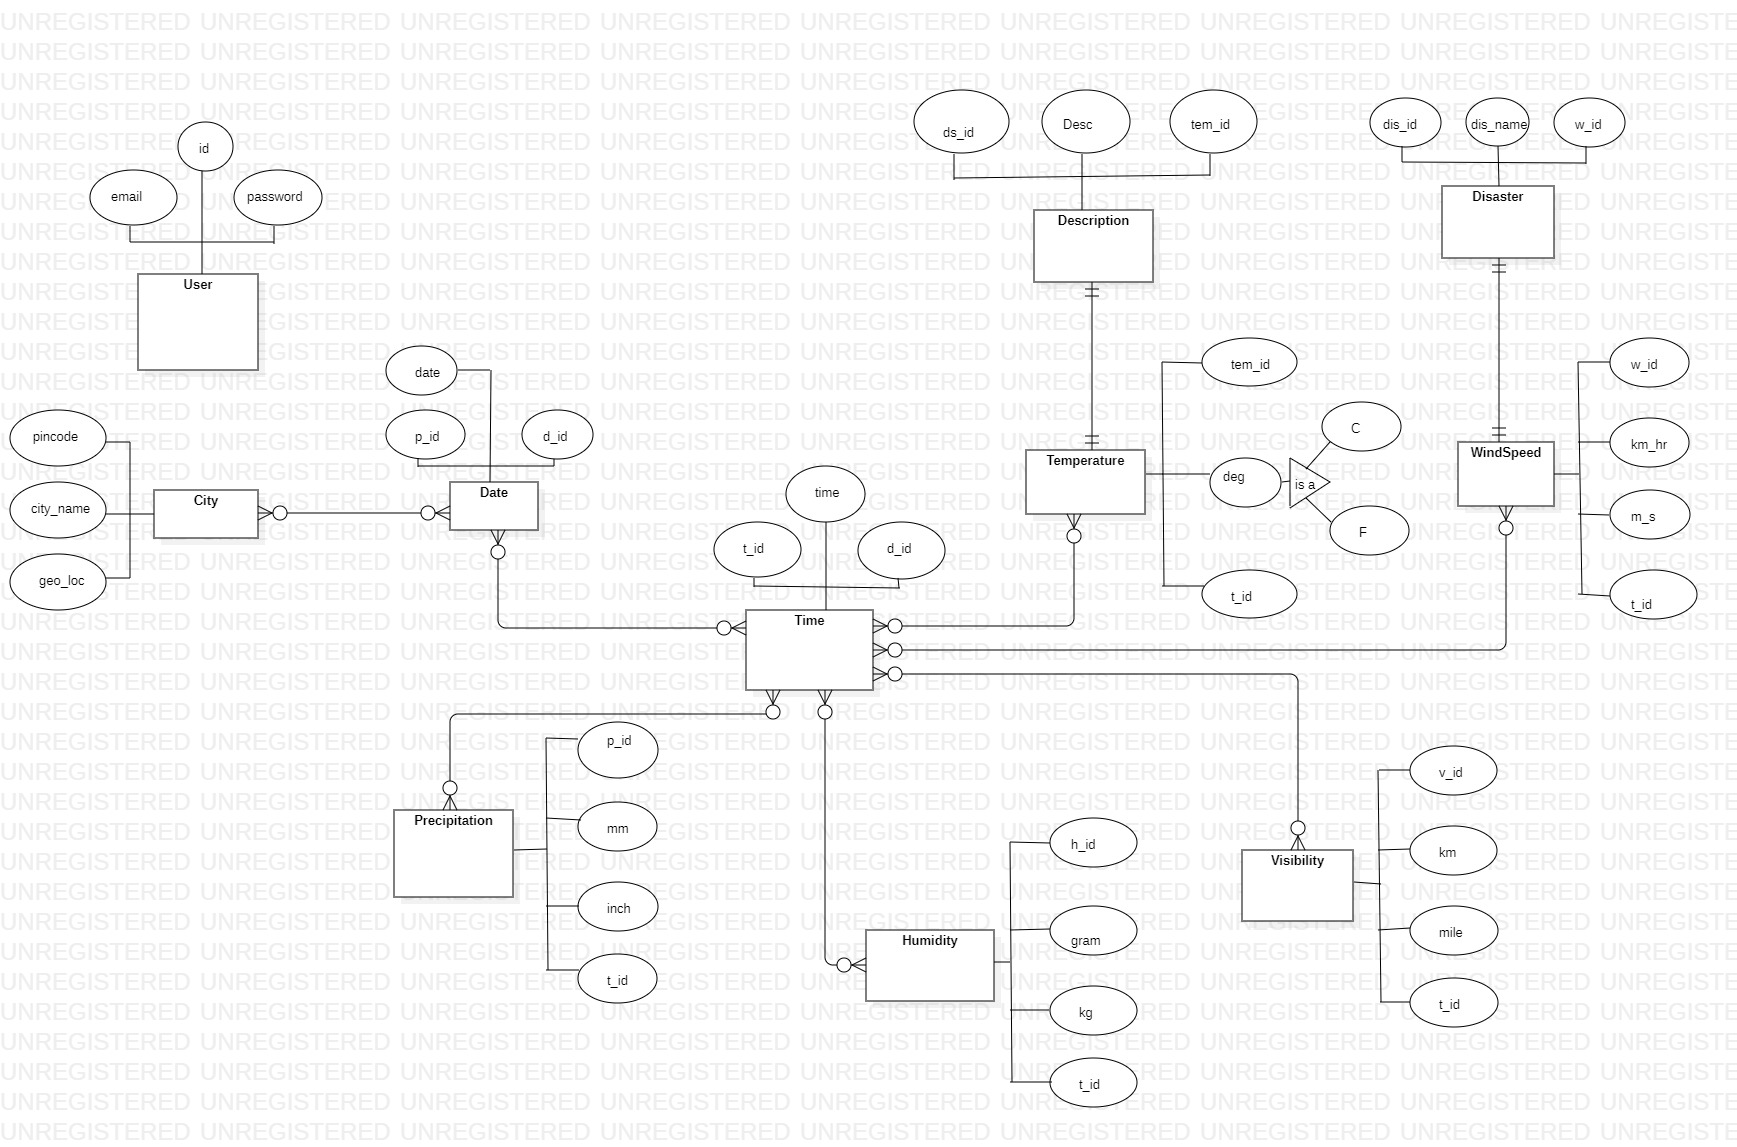 UNREGISTERED
id
email
password
User
ds_id
Desc
tem_id
Description
dis_id
dis_name
w_id
Disaster
date
p_id
d_id
Date
pincode
city_name
geo_loc
City
tem_id
deg
is a
C
F
t_id
Temperature
w_id
km_hr
m_s
t_id
WindSpeed
time
t_id
d_id
Time
p_id
mm
inch
t_id
Precipitation
h_id
gram
kg
t_id
Humidity
v_id
km
mile
t_id
Visibility